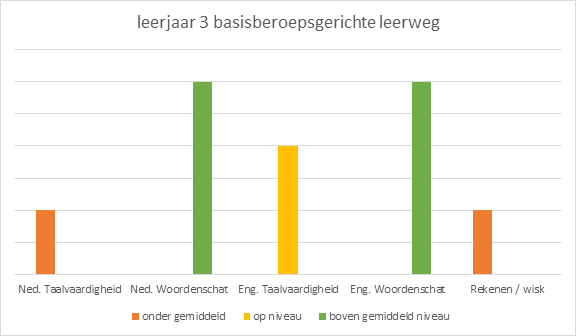 leerjaar 3 basisberoepsgerichte leerweg
Ned. Taalvaardigheid Ned. Woordenschat Eng. Taalvaardigheid Eng. Woordenschat Rekenen / wisk
onder gemiddeld op niveau boven gemiddeld niveau